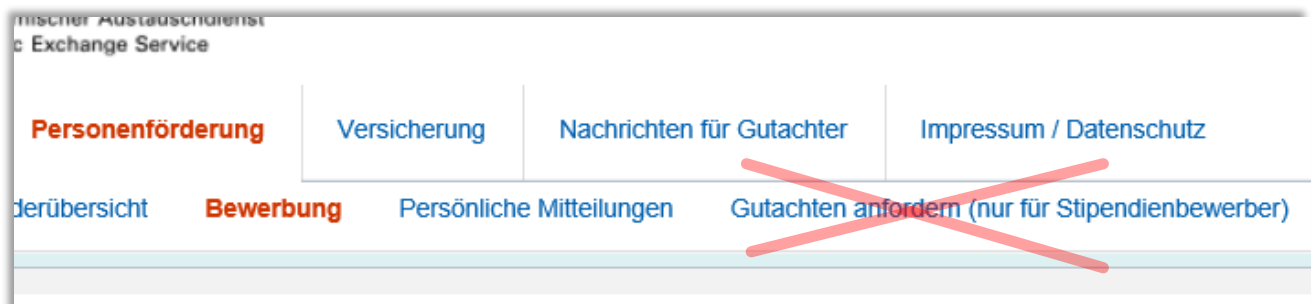 mischer Austauschdienst
c Exchange Service
Personenförderung Versicherung Nachrichten für Gutachter Impressum / Datenschutz
derübersicht Bewerbung Persönliche Mitteilungen Gutachten anfordern (nur für Stipendienbewerber)